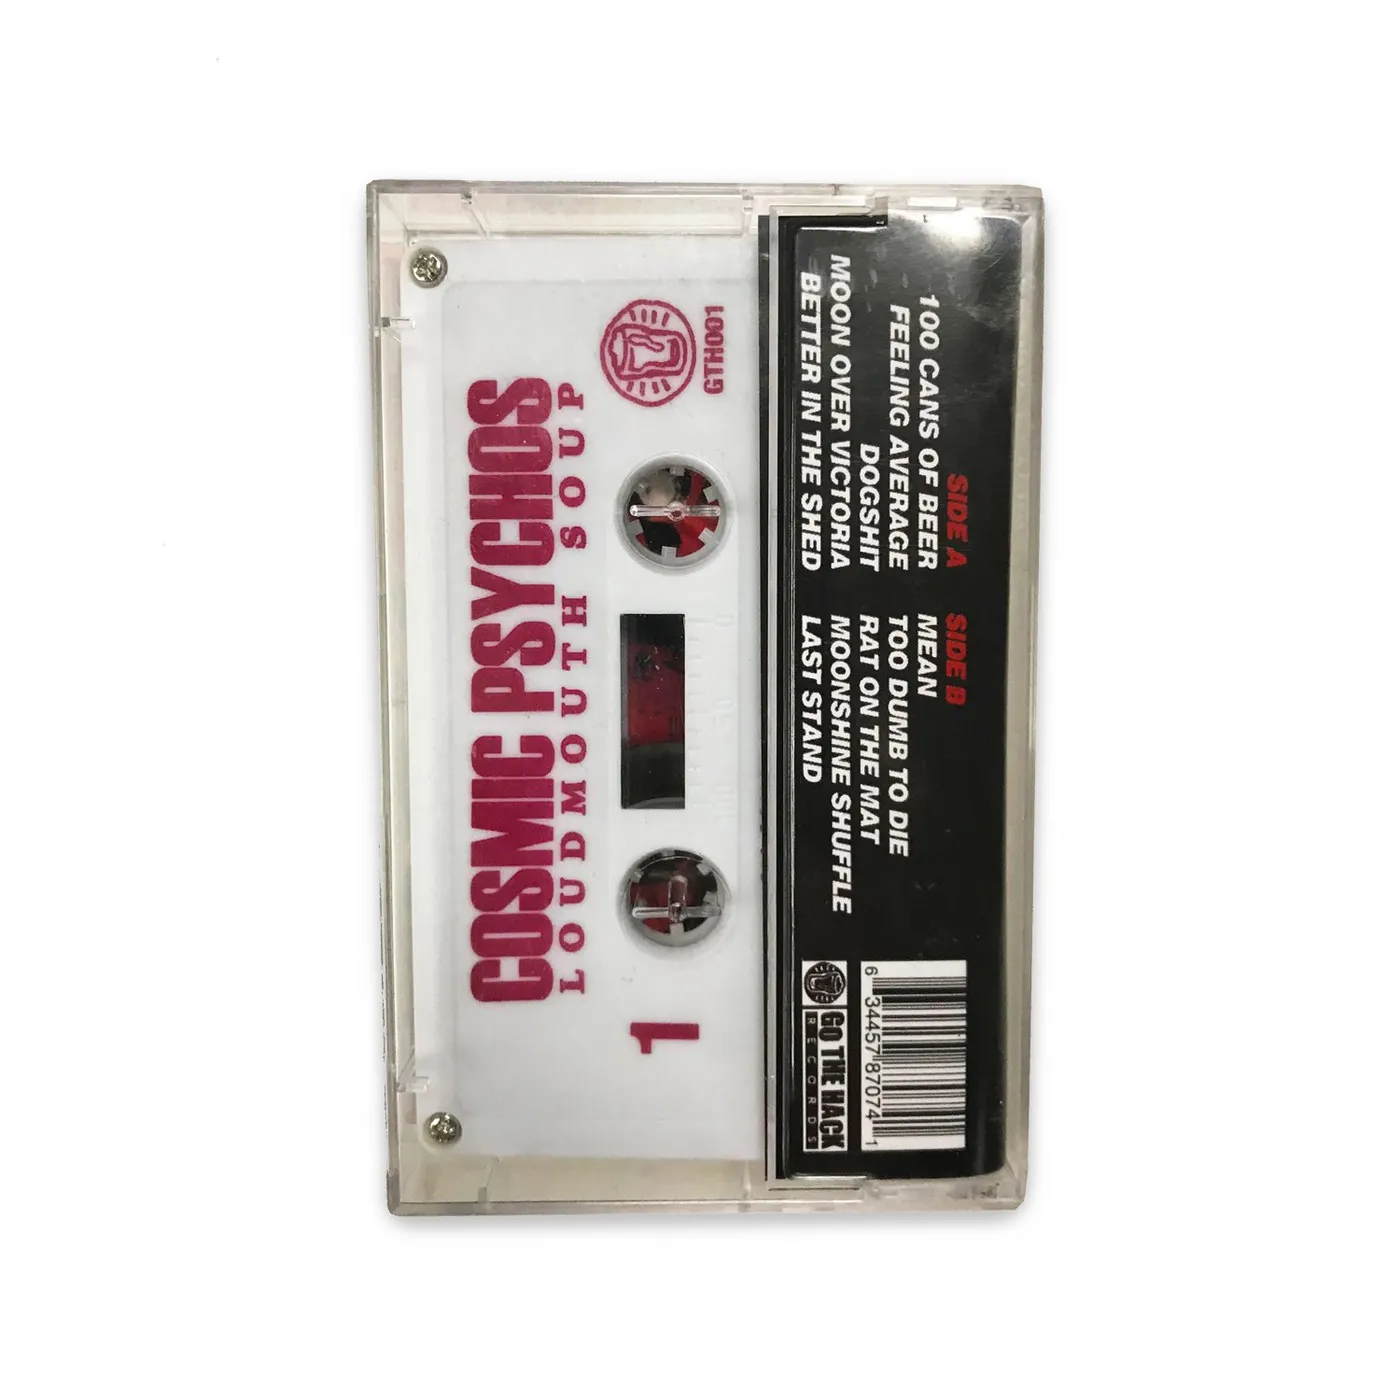 COSMIC PSYCHOS
LOUDMOUTH SOUP
GTH001
1
SIDE A
100 CANS OF BEER
FEELING AVERAGE
DOGSHIT
MOON OVER VICTORIA
BETTER IN THE SHED
SIDE B
MEAN
TOO DUMB TO DIE
RAT ON THE MAT
MOONSHINE SHUFFLE
LAST STAND
6 34457 87074 1
GO THE HACK
RECORDS